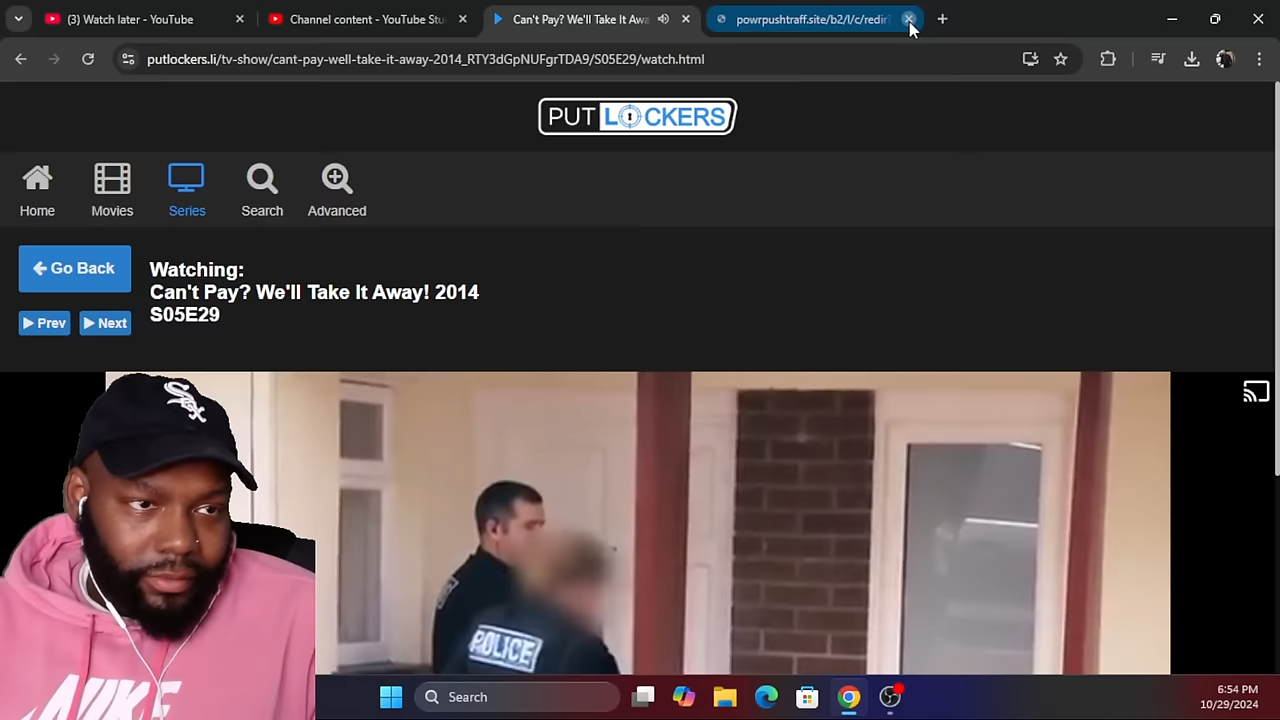 (3) Watch later - YouTube
Channel content - YouTube Stu
Can't Pay? We'll Take It Awa
powrpushtraff.site/b2/l/c/redir?
putlockers.li/tv-show/cant-pay-well-take-it-away-2014_RTY3dGpNUFgrTDA9/S05E29/watch.html
PUT LOCKERS
Home
Movies
Series
Search
Advanced
Go Back
Watching:
Can't Pay? We'll Take It Away! 2014
S05E29
Prev
Next
Sox
POLICE
NIKE
Search
6:54 PM
10/29/2024